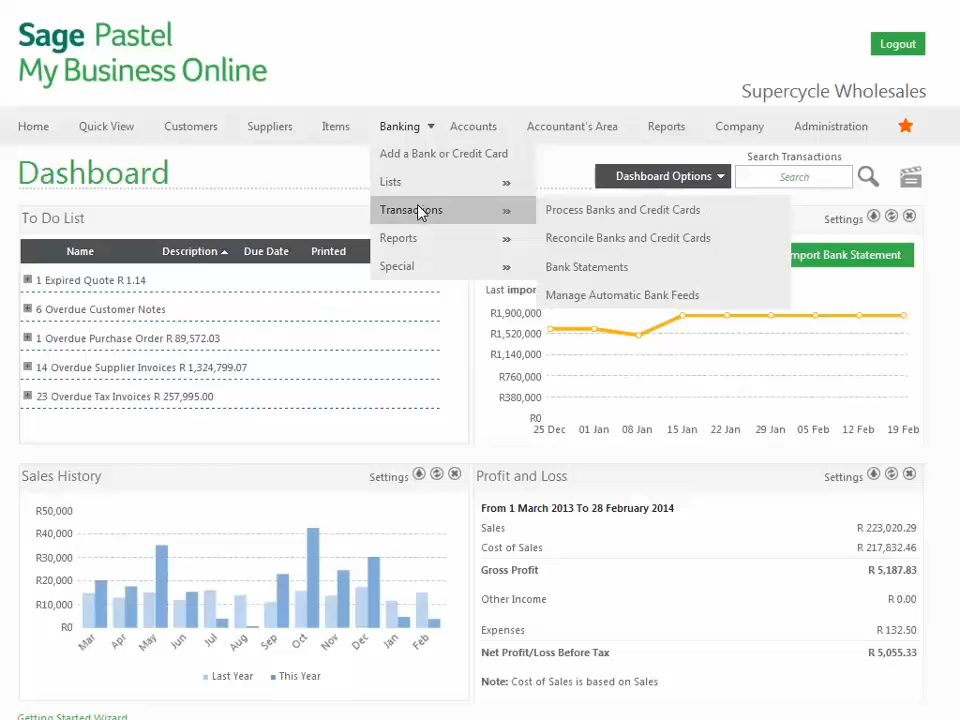 Sage Pastel
My Business Online
Logout
Supercycle Wholesales
Home Quick View Customers Suppliers Items Banking Accounts Accountant's Area Reports Company Administration
Add a Bank or Credit Card
Lists »
Transactions »
Reports »
Special »
Process Banks and Credit Cards
Reconcile Banks and Credit Cards
Bank Statements
Manage Automatic Bank Feeds
Dashboard
Dashboard Options
Search Transactions
Search
To Do List
Name Description Due Date Printed
1 Expired Quote R 1.14
6 Overdue Customer Notes
1 Overdue Purchase Order R 89,572.03
14 Overdue Supplier Invoices R 1,324,799.07
23 Overdue Tax Invoices R 257,995.00
Settings
Bank Statement
Last
R1,900,000
R1,520,000
R1,140,000
R760,000
R380,000
R0
25 Dec 01 Jan 08 Jan 15 Jan 22 Jan 29 Jan 05 Feb 12 Feb 19 Feb
Sales History
Settings
R50,000
R40,000
R30,000
R20,000
R10,000
R0
Mar Apr May Jun Jul Aug Sep Oct Nov Dec Jan Feb
Last Year This Year
Profit and Loss
Settings
From 1 March 2013 To 28 February 2014
Sales R 223,020.29
Cost of Sales R 217,832.46
Gross Profit R 5,187.83
Other Income R 0.00
Expenses R 132.50
Net Profit/Loss Before Tax R 5,055.33
Note: Cost of Sales is based on Sales
Getting Started Wizard